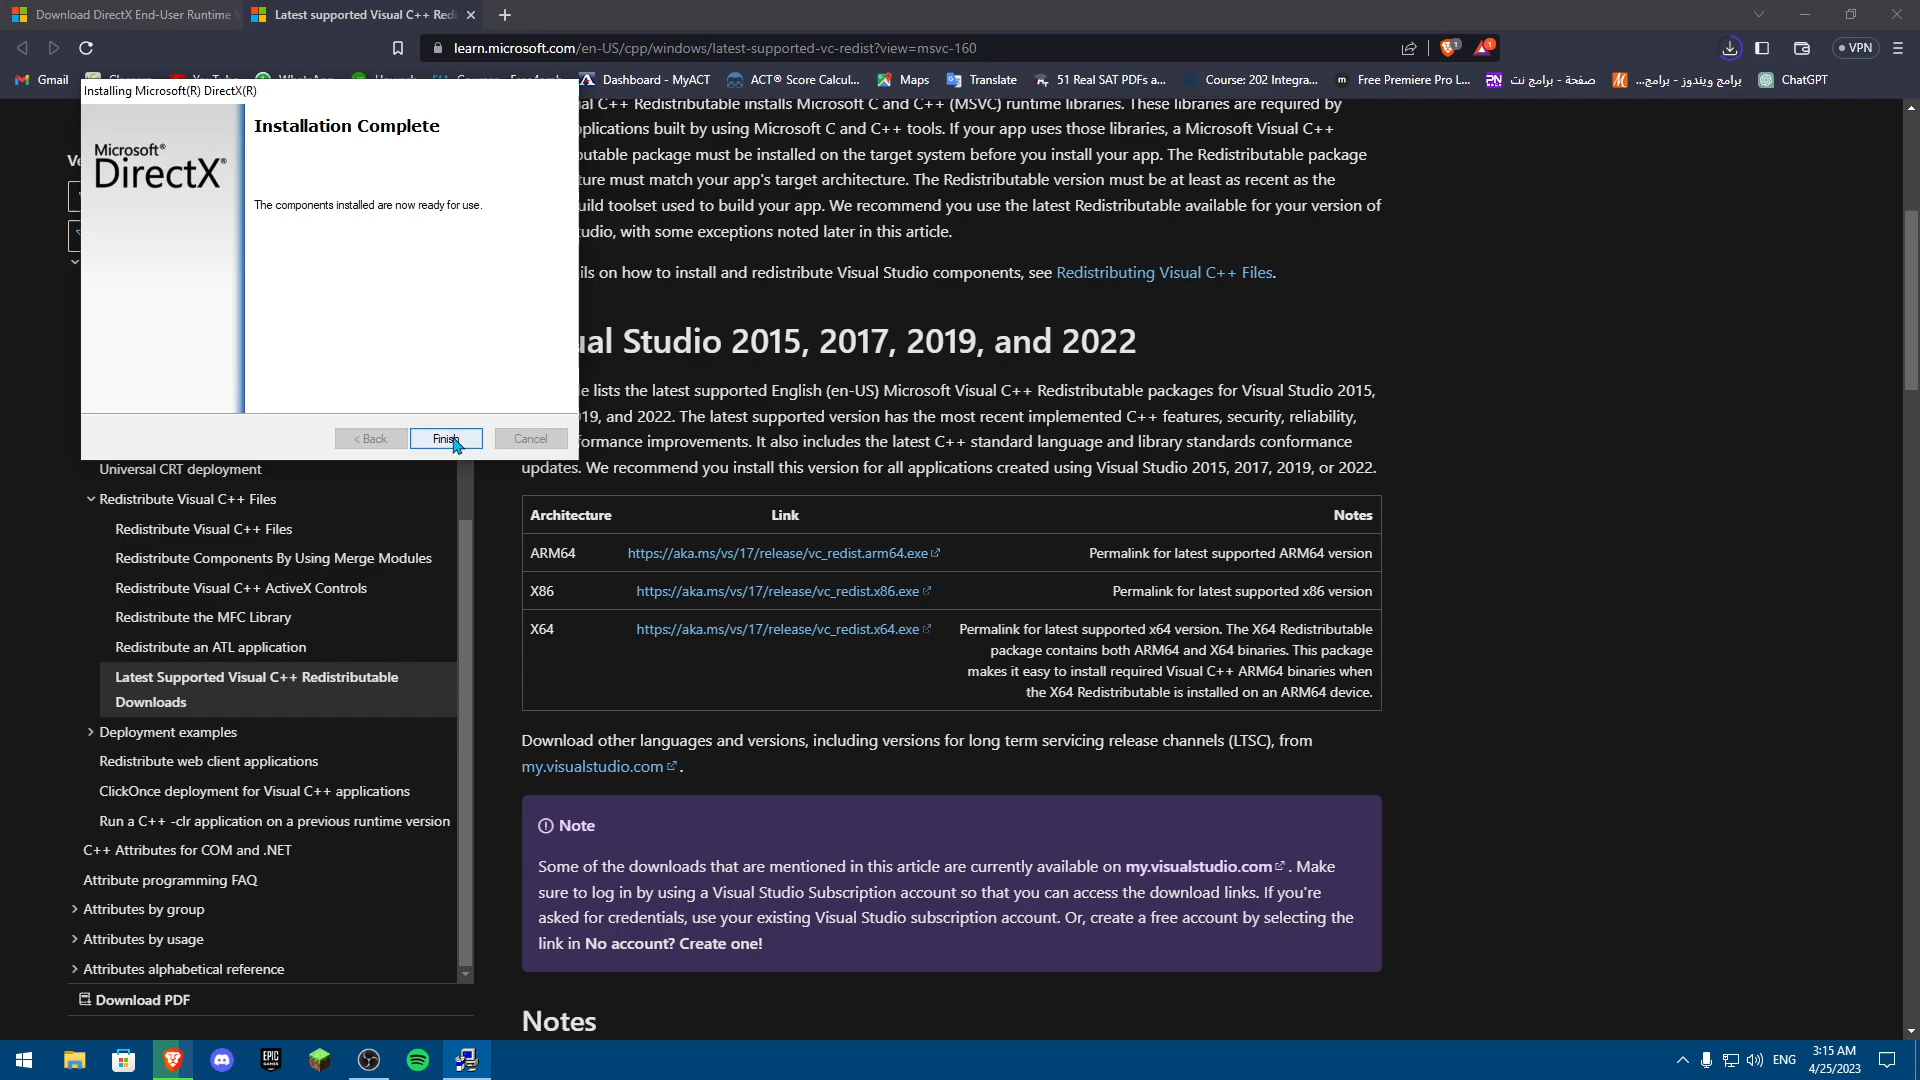 Download DirectX End-User Runtime
Latest supported Visual C++ Redi
learn.microsoft.com/en-US/cpp/windows/latest-supported-vc-redist?view=msvc-160
VPN
Gmail
Dashboard - MyACT
ACT® Score Calcul...
Maps
Translate
51 Real SAT PDFs a...
Course: 202 Integra...
Free Premiere Pro L...
صفحة - برامج نت
برامج ويندوز - برامج...
ChatGPT
Installing Microsoft(R) DirectX(R)
Microsoft®
DirectX®
Installation Complete
The components installed are now ready for use.
< Back
Finish
Cancel
al C++ Redistributable installs Microsoft C and C++ (MSVC) runtime libraries. These libraries are required by
pplications built by using Microsoft C and C++ tools. If your app uses those libraries, a Microsoft Visual C++
utable package must be installed on the target system before you install your app. The Redistributable package
ure must match your app's target architecture. The Redistributable version must be at least as recent as the
uild toolset used to build your app. We recommend you use the latest Redistributable available for your version of
udio, with some exceptions noted later in this article.
ils on how to install and redistribute Visual Studio components, see Redistributing Visual C++ Files.
ual Studio 2015, 2017, 2019, and 2022
e lists the latest supported English (en-US) Microsoft Visual C++ Redistributable packages for Visual Studio 2015,
19, and 2022. The latest supported version has the most recent implemented C++ features, security, reliability,
formance improvements. It also includes the latest C++ standard language and library standards conformance
updates. We recommend you install this version for all applications created using Visual Studio 2015, 2017, 2019, or 2022.
Architecture Link Notes
ARM64 https://aka.ms/vs/17/release/vc_redist.arm64.exe Permalink for latest supported ARM64 version
X86 https://aka.ms/vs/17/release/vc_redist.x86.exe Permalink for latest supported x86 version
X64 https://aka.ms/vs/17/release/vc_redist.x64.exe Permalink for latest supported x64 version. The X64 Redistributable
package contains both ARM64 and X64 binaries. This package
makes it easy to install required Visual C++ ARM64 binaries when
the X64 Redistributable is installed on an ARM64 device.
Download other languages and versions, including versions for long term servicing release channels (LTSC), from
my.visualstudio.com.
Note
Some of the downloads that are mentioned in this article are currently available on my.visualstudio.com. Make
sure to log in by using a Visual Studio Subscription account so that you can access the download links. If you're
asked for credentials, use your existing Visual Studio subscription account. Or, create a free account by selecting the
link in No account? Create one!
Notes
Universal CRT deployment
Redistribute Visual C++ Files
Redistribute Visual C++ Files
Redistribute Components By Using Merge Modules
Redistribute Visual C++ ActiveX Controls
Redistribute the MFC Library
Redistribute an ATL application
Latest Supported Visual C++ Redistributable
Downloads
Deployment examples
Redistribute web client applications
ClickOnce deployment for Visual C++ applications
Run a C++ -clr application on a previous runtime version
C++ Attributes for COM and .NET
Attribute programming FAQ
Attributes by group
Attributes by usage
Attributes alphabetical reference
Download PDF
EPIC
GAMES
ENG
3:15 AM
4/25/2023